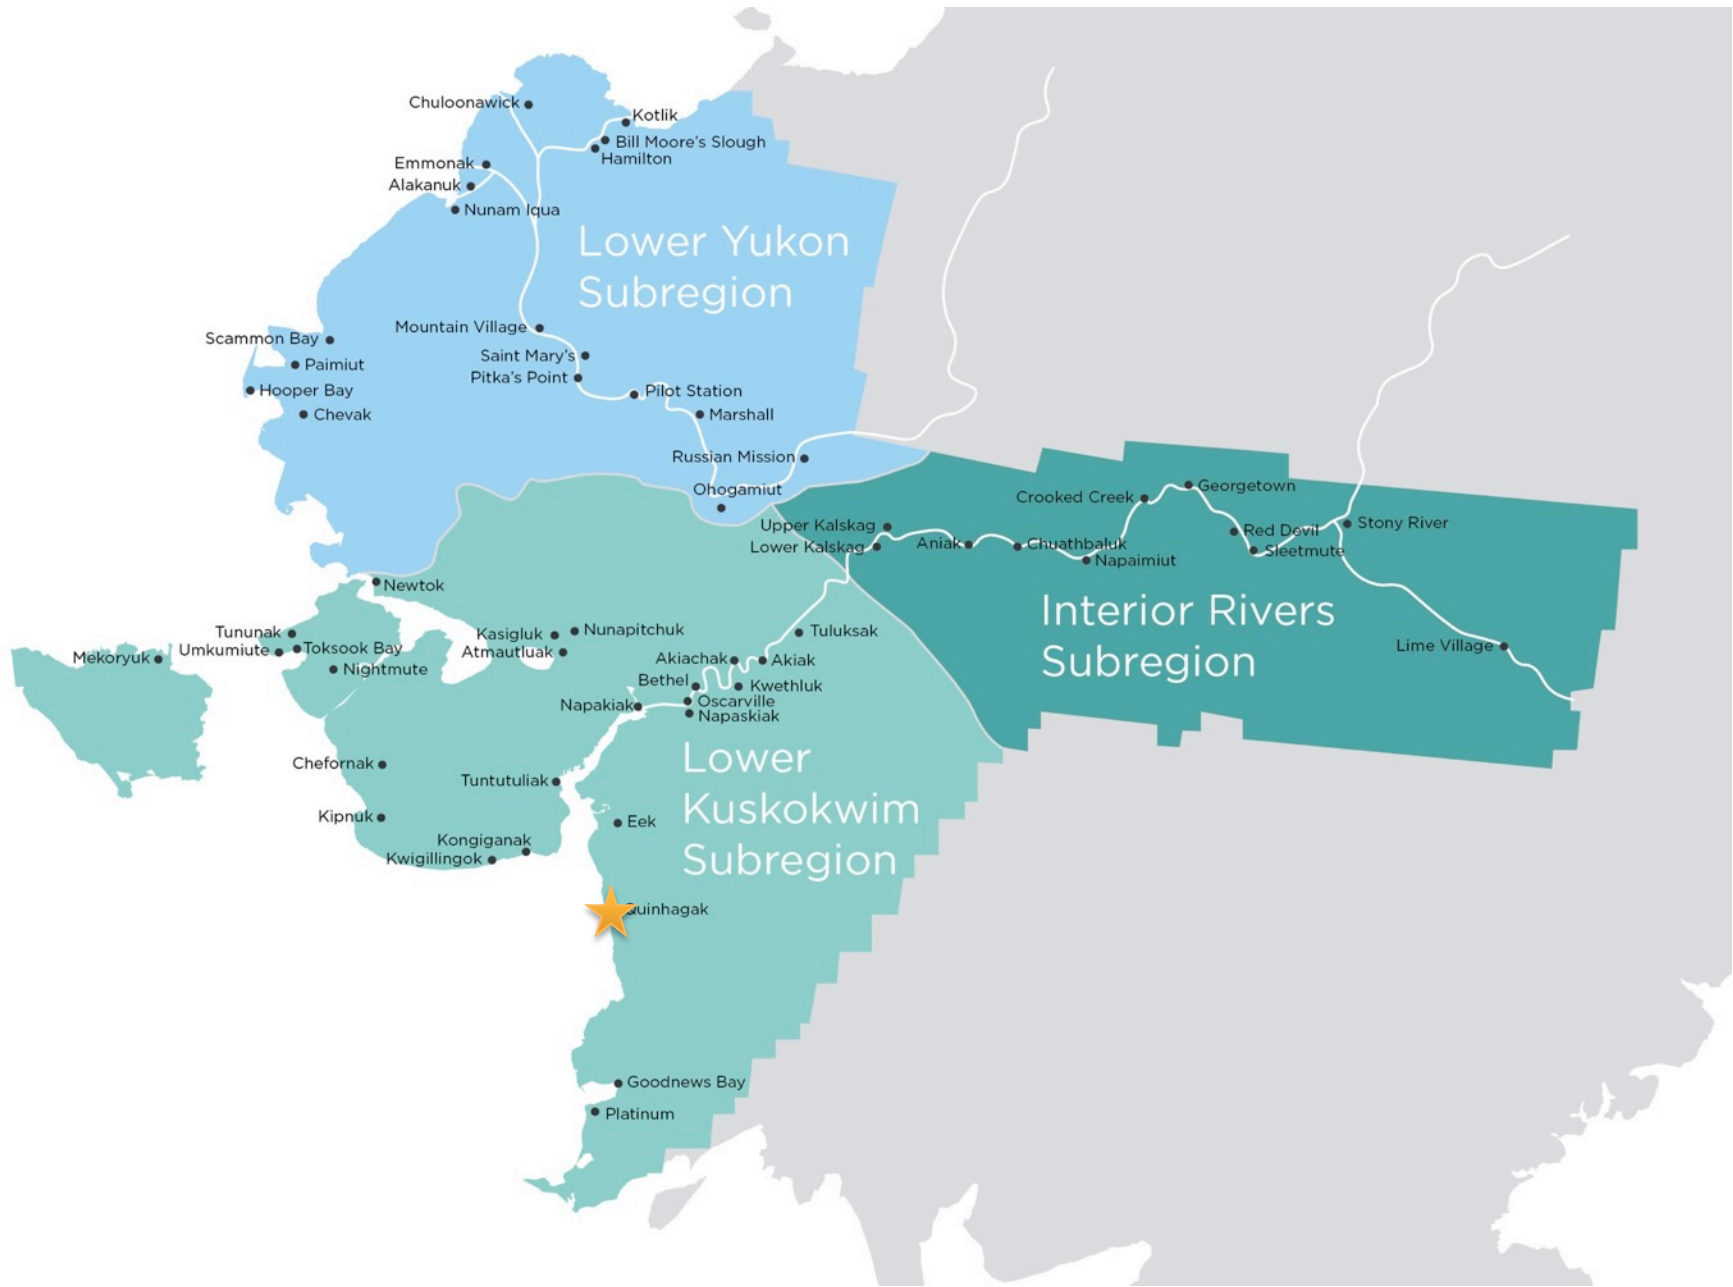 Chuloonawick
Kotlik
Bill Moore's Slough
Hamilton
Emmonak
Alakanuk
Nunam Iqua
Lower Yukon
Subregion
Mountain Village
Scammon Bay
Saint Mary's
Paimiut
Pitka's Point
Hooper Bay
Pilot Station
Chevak
Marshall
Russian Mission
Ohogamiut
Georgetown
Crooked Creek
Upper Kalskag
Stony River
Red Devil
Lower Kalskag
Aniak
Chuathbaluk
Sleetmute
Napaimiut
Interior Rivers
Subregion
Lime Village
Newtok
Tununak
Umkumiute
Toksook Bay
Mekoryuk
Nightmute
Kasigluk
Nunapitchuk
Atmautluak
Tuluksak
Akiachak
Akiak
Bethel
Kwethluk
Oscarville
Napakiak
Napaskiak
Lower
Kuskokwim
Subregion
Chefornak
Tuntutuliak
Kipnuk
Eek
Kongiganak
Kwigillingok
Quinhagak
Goodnews Bay
Platinum